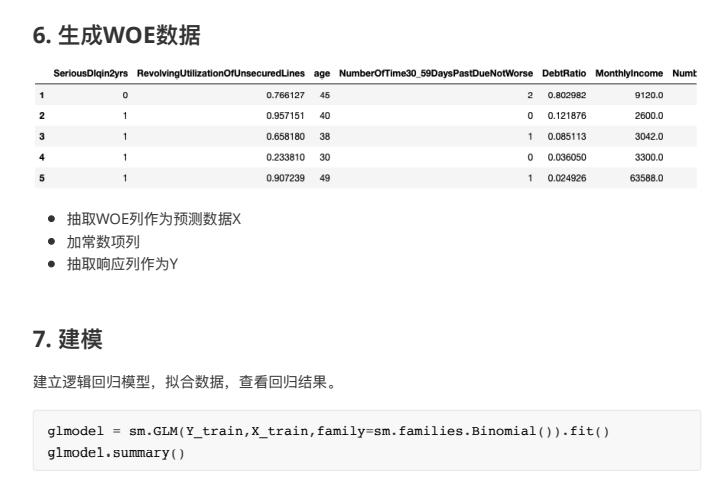 6. 生成WOE数据
SeriousDlqin2yrs RevolvingUtilizationOfUnsecuredLines age NumberOfTime30_59DaysPastDueNotWorse DebtRatio MonthlyIncome Numb
1 0 0.766127 45 2 0.802982 9120.0
2 1 0.957151 40 0 0.121876 2600.0
3 1 0.658180 38 1 0.085113 3042.0
4 1 0.233810 30 0 0.036050 3300.0
5 1 0.907239 49 1 0.024926 63588.0
• 抽取WOE列作为预测数据X
• 加常数项列
• 抽取响应列作为Y
7. 建模
建立逻辑回归模型，拟合数据，查看回归结果。
glmodel = sm.GLM(Y_train,X_train,family=sm.families.Binomial()).fit()
glmodel.summary()